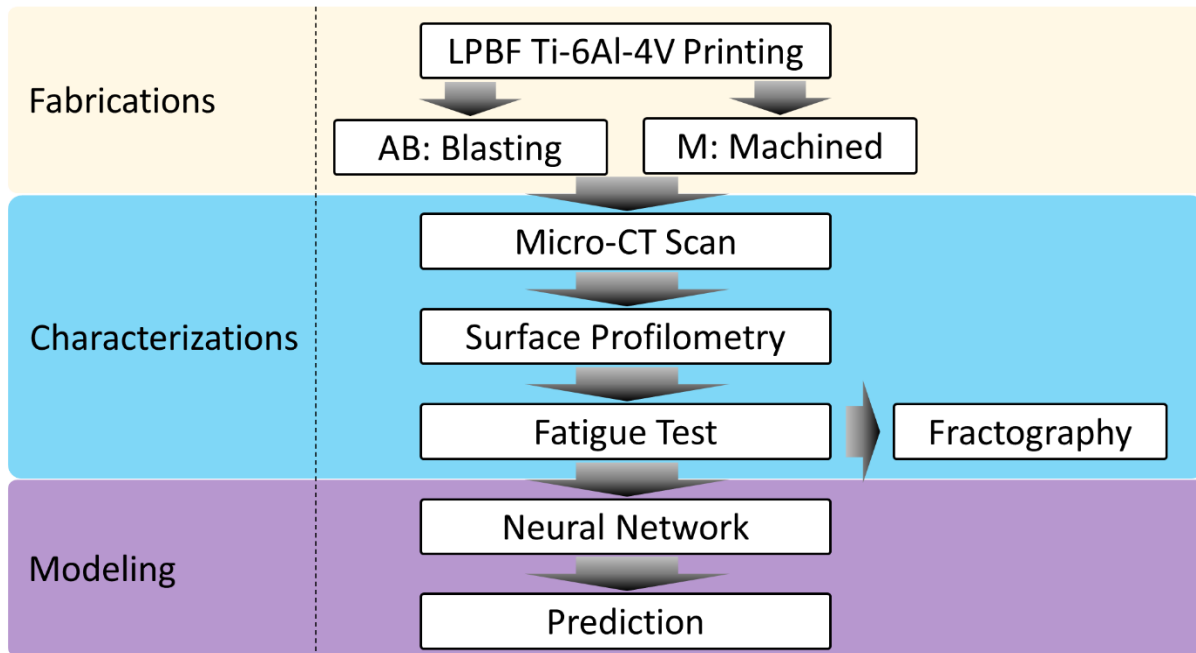 Fabrications
LPBF Ti-6Al-4V Printing
AB: Blasting
M: Machined
Characterizations
Micro-CT Scan
Surface Profilometry
Fatigue Test
Fractography
Modeling
Neural Network
Prediction